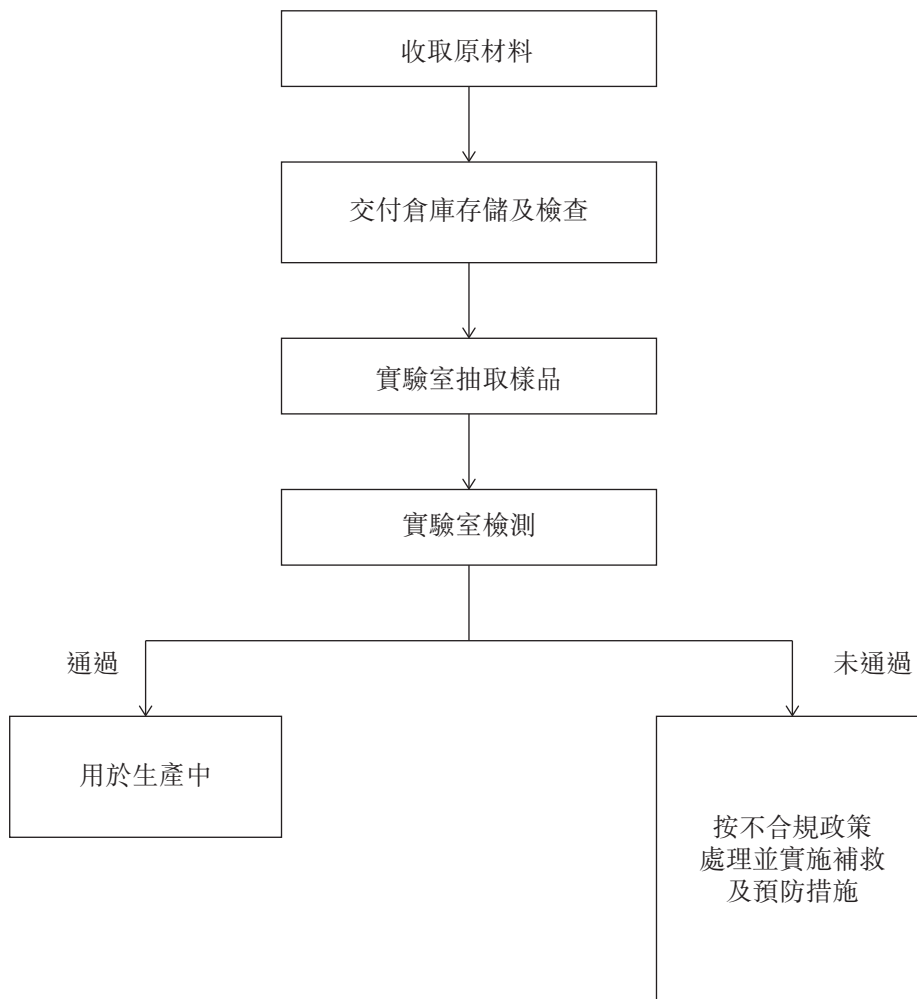 收取原材料
交付倉庫存儲及檢查
實驗室抽取樣品
實驗室檢測
通過
未通過
用於生產中
按不合規政策
處理並實施補救
及預防措施